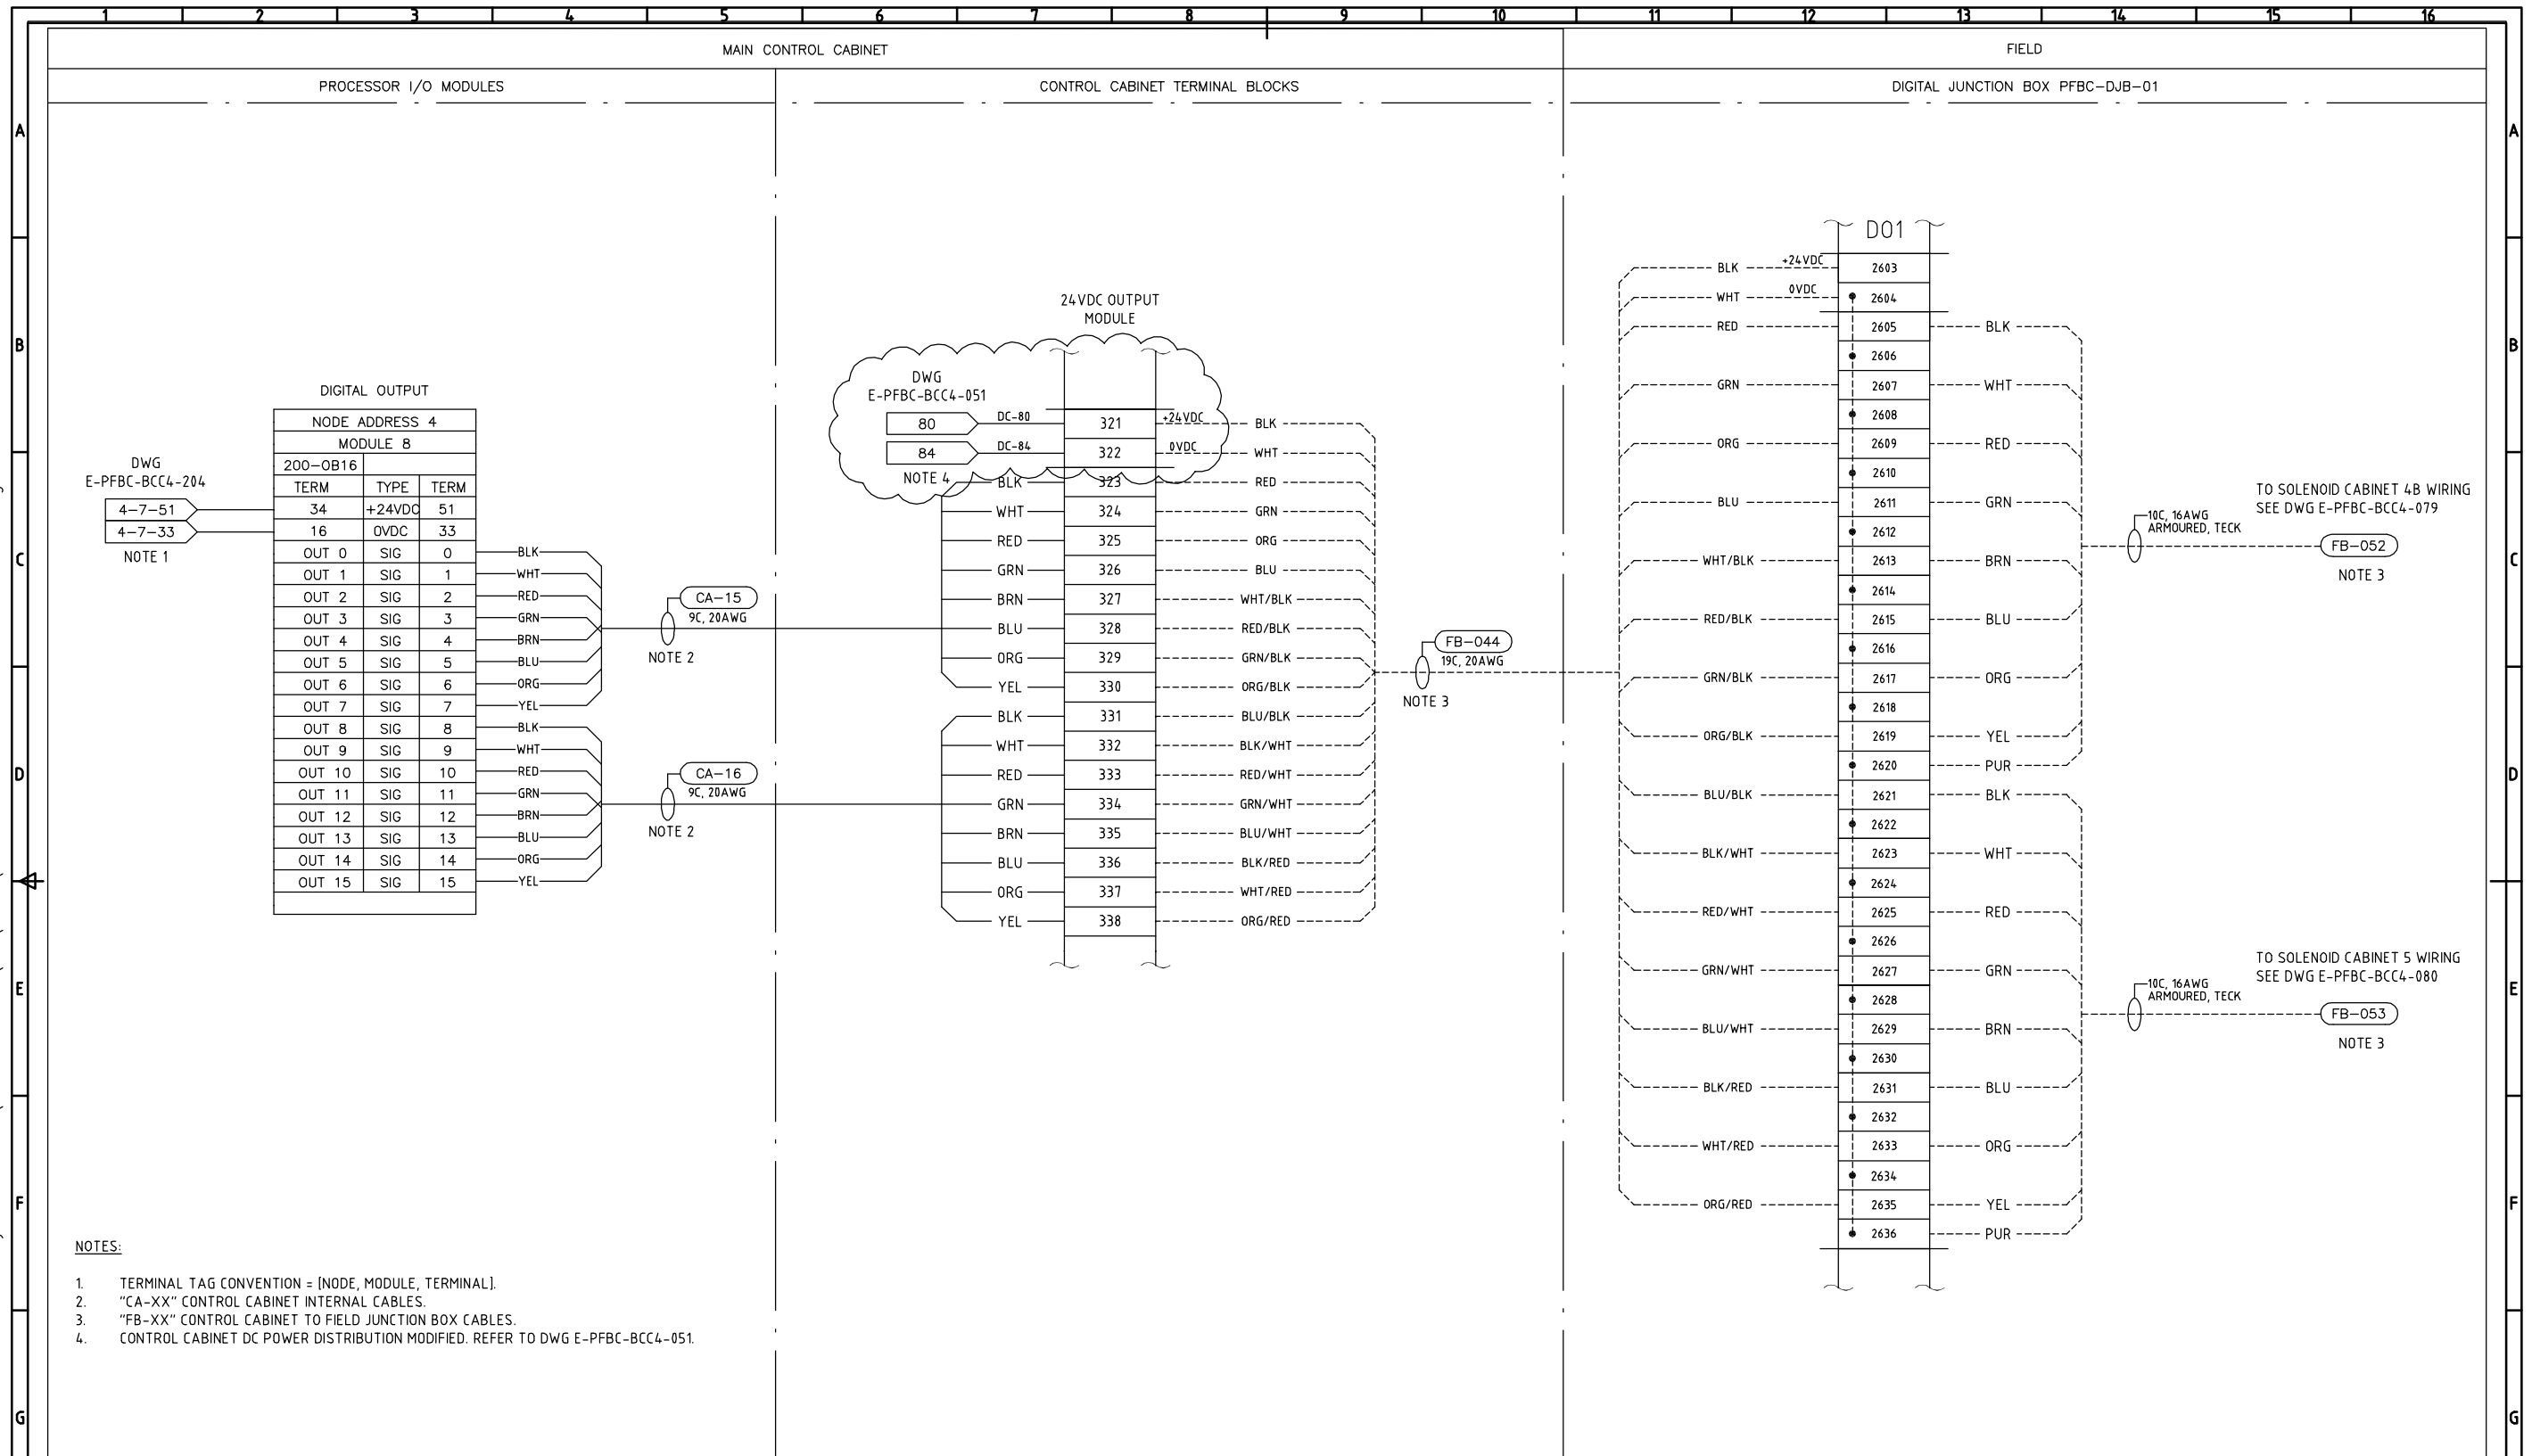 1 2 3 4 5 6 7 8 9 10 11 12 13 14 15 16
MAIN CONTROL CABINET
FIELD
PROCESSOR I/O MODULES
CONTROL CABINET TERMINAL BLOCKS
DIGITAL JUNCTION BOX PFBC-DJB-01
A A
B B
C C
D D
E E
F F
G G
DIGITAL OUTPUT
NODE ADDRESS 4
MODULE 8
200-OB16
TERM TYPE TERM
34 +24VDC 51
16 0VDC 33
OUT 0 SIG 0 BLK
OUT 1 SIG 1 WHT
OUT 2 SIG 2 RED
OUT 3 SIG 3 GRN
OUT 4 SIG 4 BRN
OUT 5 SIG 5 BLU
OUT 6 SIG 6 ORG
OUT 7 SIG 7 YEL
OUT 8 SIG 8 BLK
OUT 9 SIG 9 WHT
OUT 10 SIG 10 RED
OUT 11 SIG 11 GRN
OUT 12 SIG 12 BRN
OUT 13 SIG 13 BLU
OUT 14 SIG 14 ORG
OUT 15 SIG 15 YEL
DWG
E-PFBC-BCC4-204
4-7-51
4-7-33
NOTE 1
CA-15
9C, 20AWG
NOTE 2
CA-16
9C, 20AWG
NOTE 2
24VDC OUTPUT
MODULE
DWG
E-PFBC-BCC4-051
80 DC-80 321 +24VDC BLK
84 DC-84 322 0VDC WHT
NOTE 4
BLK 323 RED
WHT 324 GRN
RED 325 ORG
GRN 326 BLU
BRN 327 WHT/BLK
BLU 328 RED/BLK
ORG 329 GRN/BLK
YEL 330 ORG/BLK
BLK 331 BLU/BLK
WHT 332 BLK/WHT
RED 333 RED/WHT
GRN 334 GRN/WHT
BRN 335 BLU/WHT
BLU 336 BLK/RED
ORG 337 WHT/RED
YEL 338 ORG/RED
FB-044
19C, 20AWG
NOTE 3
DO1
BLK +24VDC 2603
WHT 0VDC 2604
RED 2605 BLK
2606
GRN 2607 WHT
2608
ORG 2609 RED
2610
BLU 2611 GRN
2612
WHT/BLK 2613 BRN
2614
RED/BLK 2615 BLU
2616
GRN/BLK 2617 ORG
2618
ORG/BLK 2619 YEL
2620 PUR
BLU/BLK 2621 BLK
2622
BLK/WHT 2623 WHT
2624
RED/WHT 2625 RED
2626
GRN/WHT 2627 GRN
2628
BLU/WHT 2629 BRN
2630
BLK/RED 2631 BLU
2632
WHT/RED 2633 ORG
2634
ORG/RED 2635 YEL
2636 PUR
10C, 16AWG
ARMOURED, TECK
TO SOLENOID CABINET 4B WIRING
SEE DWG E-PFBC-BCC4-079
FB-052
NOTE 3
10C, 16AWG
ARMOURED, TECK
TO SOLENOID CABINET 5 WIRING
SEE DWG E-PFBC-BCC4-080
FB-053
NOTE 3
NOTES:
1. TERMINAL TAG CONVENTION = [NODE, MODULE, TERMINAL].
2. "CA-XX" CONTROL CABINET INTERNAL CABLES.
3. "FB-XX" CONTROL CABINET TO FIELD JUNCTION BOX CABLES.
4. CONTROL CABINET DC POWER DISTRIBUTION MODIFIED. REFER TO DWG E-PFBC-BCC4-051.